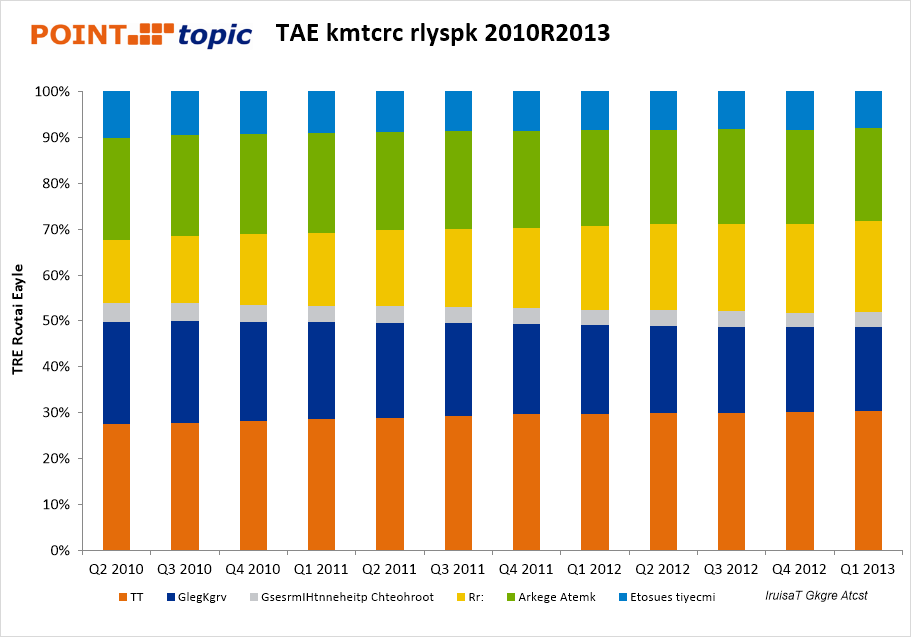 POINT topic TAE kmtcrc rlyspk 2010R2013
100%
90%
80%
70%
60%
50%
40%
30%
20%
10%
0%
TRE Rcvtai Eayle
Q2 2010 Q3 2010 Q4 2010 Q1 2011 Q2 2011 Q3 2011 Q4 2011 Q1 2012 Q2 2012 Q3 2012 Q4 2012 Q1 2013
TT GlegKgrv GsesrmIHtnneheitp Chteohroot Rr: Arkege Atemk Etosues tiyecmi
IruisaT Gkgre Atcst